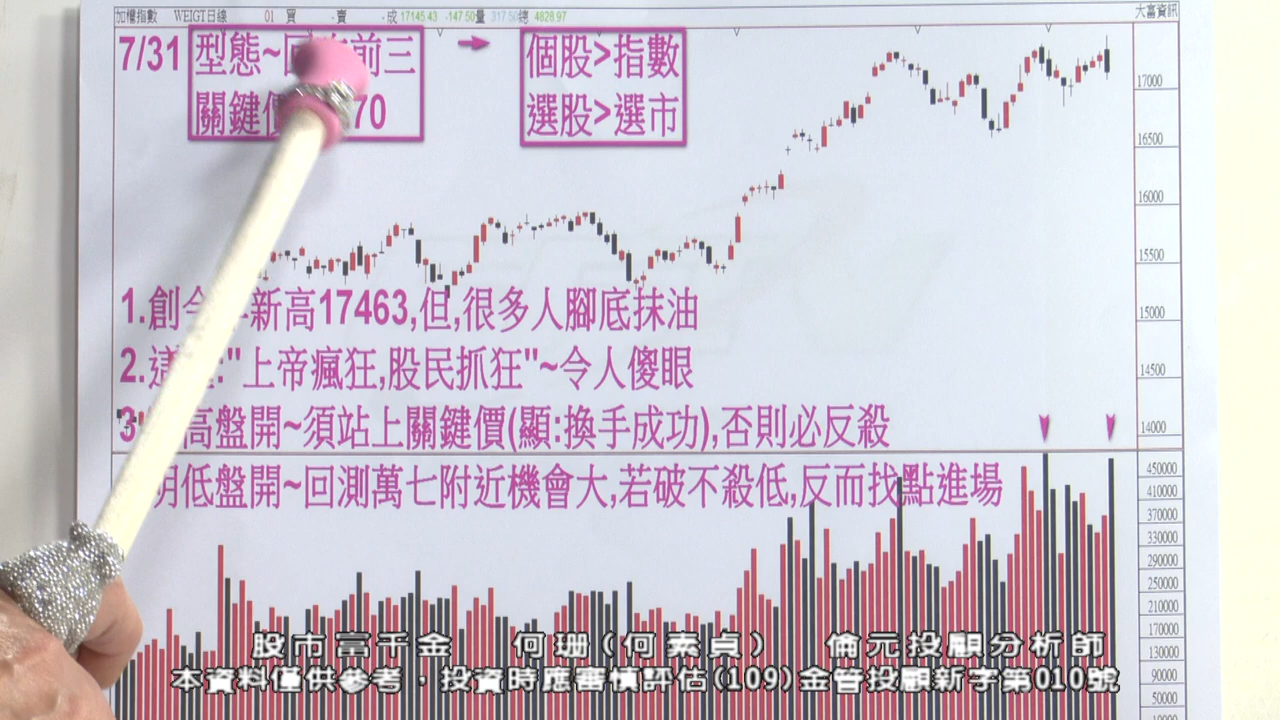 加權指數 WEIGT日線 01 買 - 賣 - 成17145.43 -147.50量 317.50總 4828.97 大富資訊
7/31 型態~ 前三 個股>指數
關鍵價 70 選股>選市
17000
16500
16000
15500
15000
14500
14000
1.創今 新高17463,但,很多人腳底抹油
2.這 :"上帝瘋狂,股民抓狂"~令人傻眼
3 高盤開~須站上關鍵價(顯:換手成功),否則必反殺
明低盤開~回測萬七附近機會大,若破不殺低,反而找點進場
450000
410000
370000
330000
290000
250000
210000
170000
130000
90000
50000
股市富千金 何珊(何素貞) 倫元投顧分析師
本資料僅供參考,投資時應審慎評估(109)金管投顧新字第010號